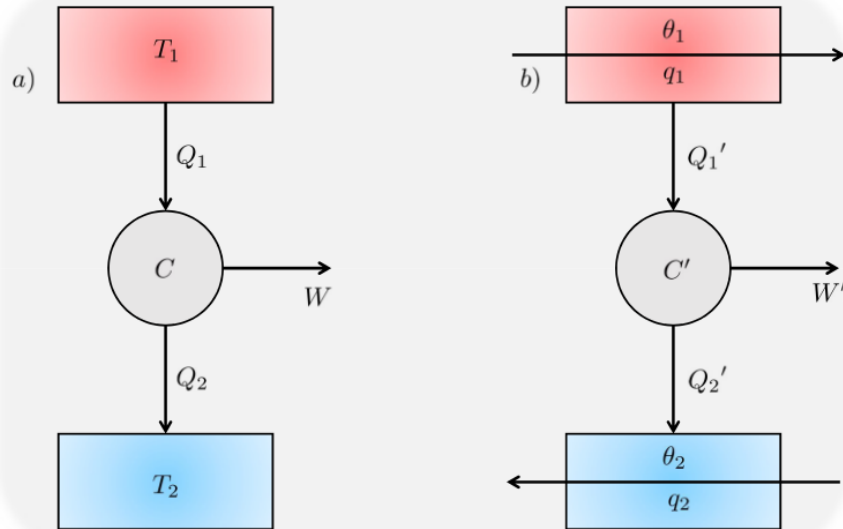 a)
T₁
Q₁
C
W
Q₂
T₂
b)
θ₁
q₁
Q₁′
C′
W′
Q₂′
θ₂
q₂